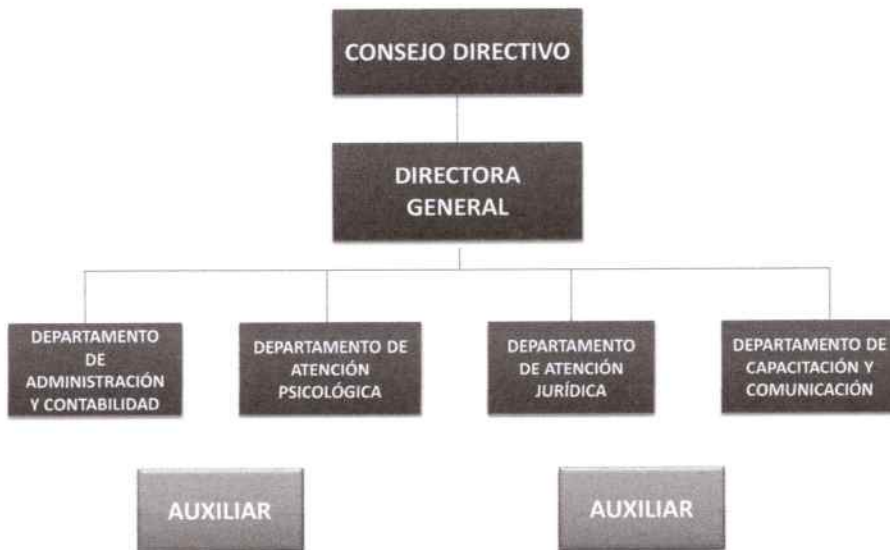 CONSEJO DIRECTIVO
DIRECTORA
GENERAL
DEPARTAMENTO
DE
ADMINISTRACIÓN
Y CONTABILIDAD
DEPARTAMENTO DE
ATENCIÓN
PSICOLÓGICA
DEPARTAMENTO
DE ATENCIÓN
JURÍDICA
DEPARTAMENTO DE
CAPACITACIÓN Y
COMUNICACIÓN
AUXILIAR
AUXILIAR